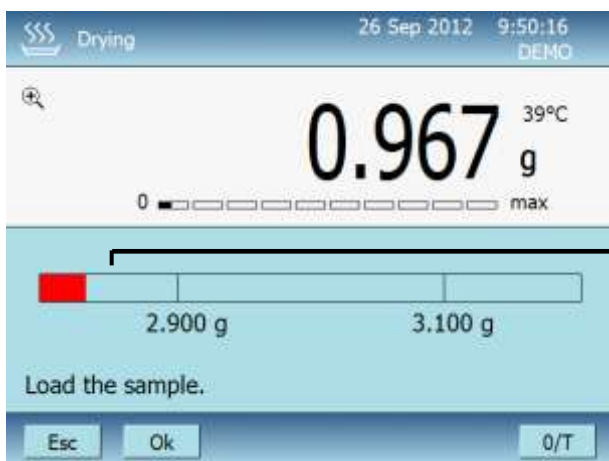 Drying 26 Sep 2012 9:50:16
DEMO
39°C
0.967 g
0 max
2.900 g 3.100 g
Load the sample.
Esc Ok 0/T